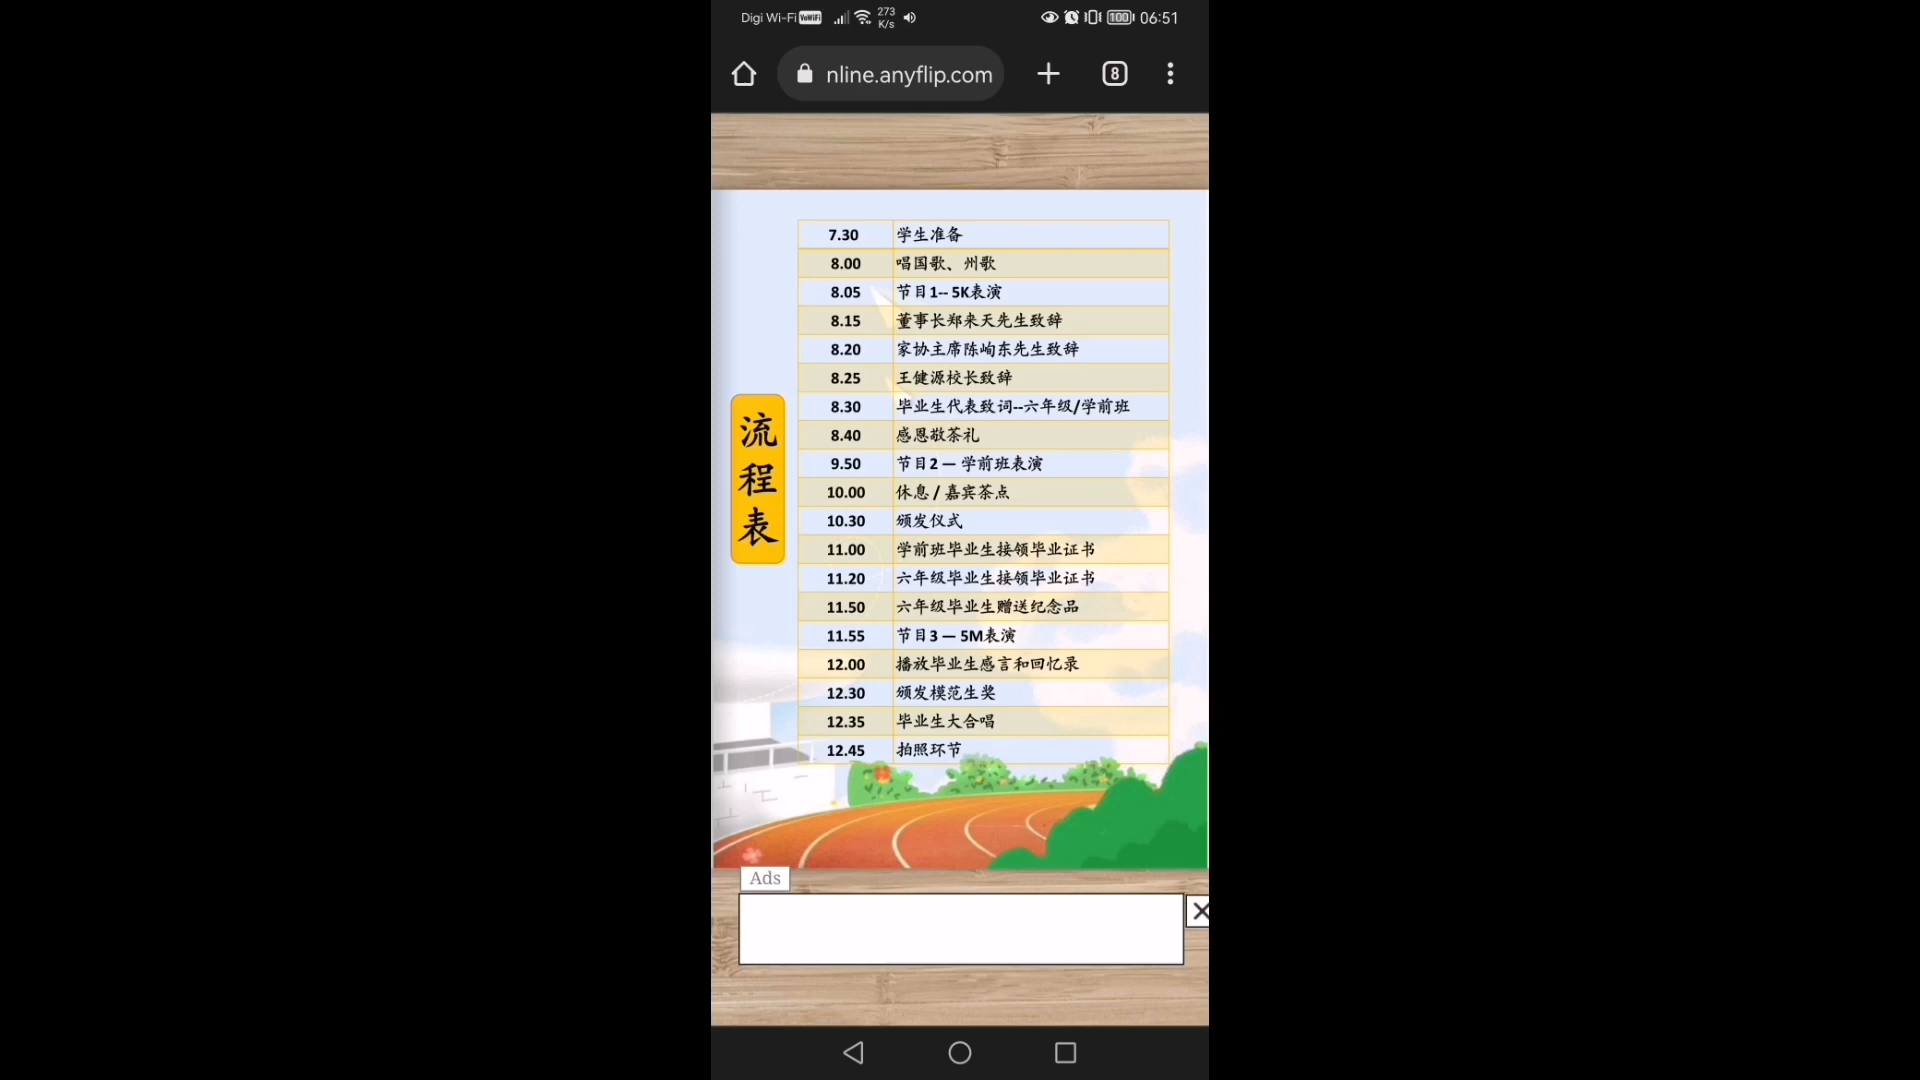 Digi Wi-Fi VoWiFi 273 K/s 100 06:51
nline.anyflip.com 8
流程表
7.30 学生准备
8.00 唱国歌、州歌
8.05 节目1-- 5K表演
8.15 董事长郑来天先生致辞
8.20 家协主席陈峋东先生致辞
8.25 王健源校长致辞
8.30 毕业生代表致词--六年级/学前班
8.40 感恩敬茶礼
9.50 节目2 — 学前班表演
10.00 休息 / 嘉宾茶点
10.30 颁发仪式
11.00 学前班毕业生接领毕业证书
11.20 六年级毕业生接领毕业证书
11.50 六年级毕业生赠送纪念品
11.55 节目3 — 5M表演
12.00 播放毕业生感言和回忆录
12.30 颁发模范生奖
12.35 毕业生大合唱
12.45 拍照环节
Ads